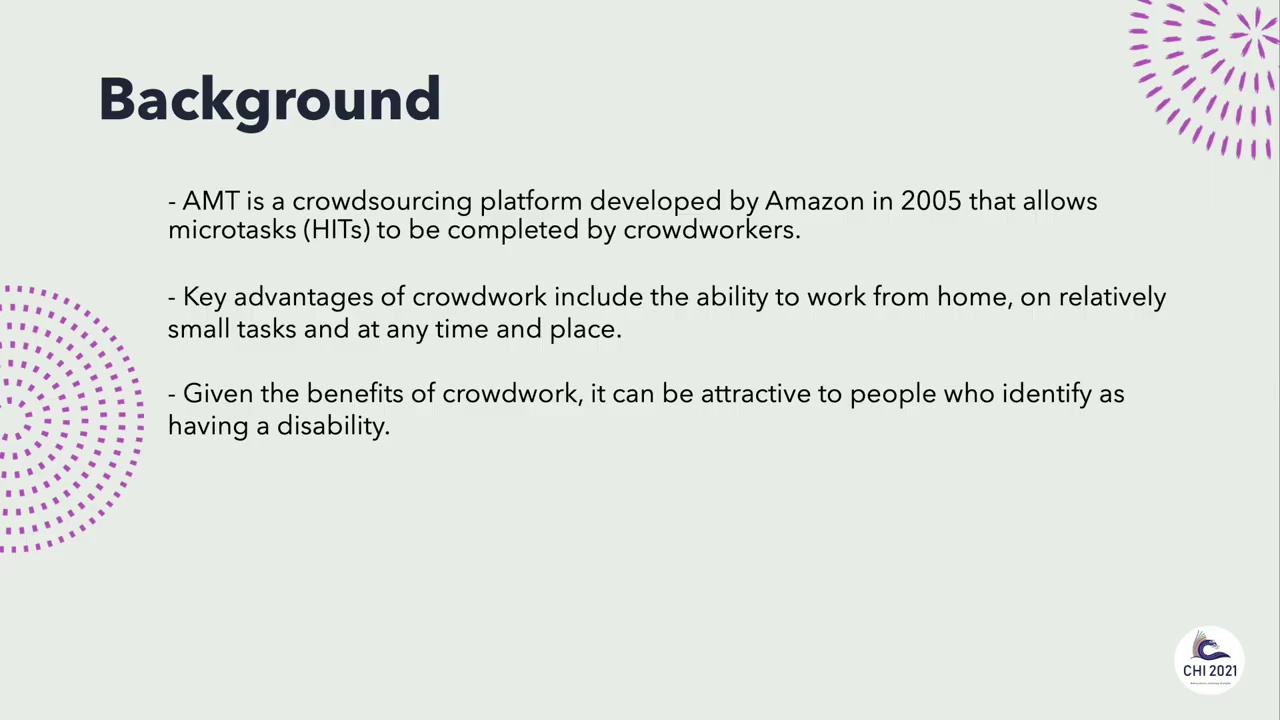 Background
- AMT is a crowdsourcing platform developed by Amazon in 2005 that allows
microtasks (HITs) to be completed by crowdworkers.
- Key advantages of crowdwork include the ability to work from home, on relatively
small tasks and at any time and place.
- Given the benefits of crowdwork, it can be attractive to people who identify as
having a disability.
CHI 2021